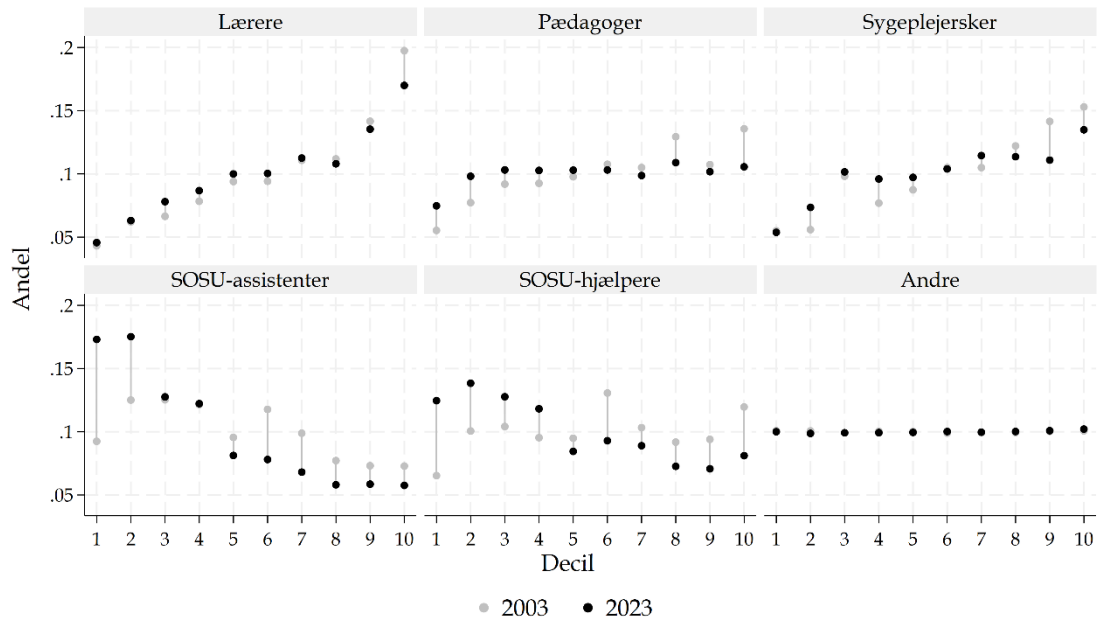 Lærere Pædagoger Sygeplejersker
.2
.15
.1
.05
Andel
SOSU-assistenter SOSU-hjælpere Andre
.2
.15
.1
.05
1 2 3 4 5 6 7 8 9 10 1 2 3 4 5 6 7 8 9 10 1 2 3 4 5 6 7 8 9 10
Decil
2003 2023